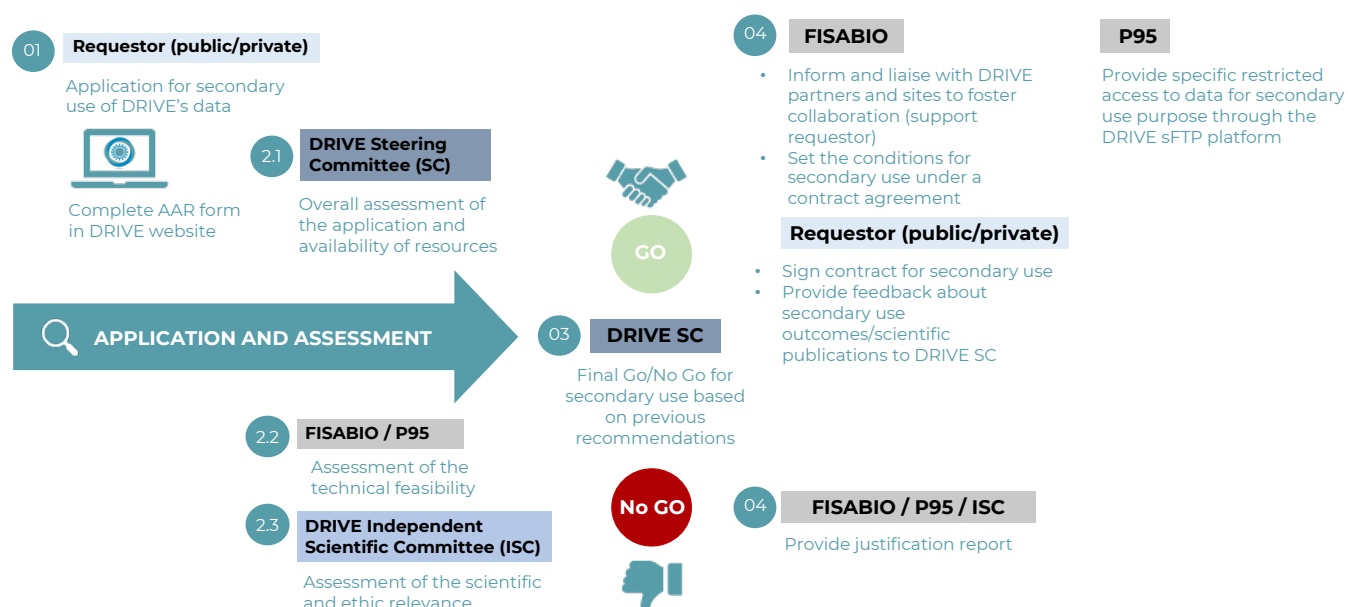 01
Requestor (public/private)
Application for secondary
use of DRIVE's data
Complete AAR form
in DRIVE website
2.1
DRIVE Steering
Committee (SC)
Overall assessment of
the application and
availability of resources
APPLICATION AND ASSESSMENT
2.2
FISABIO / P95
Assessment of the
technical feasibility
2.3
DRIVE Independent
Scientific Committee (ISC)
Assessment of the scientific
and ethic relevance
GO
03
DRIVE SC
Final Go/No Go for
secondary use based
on previous
recommendations
No GO
04
FISABIO
• Inform and liaise with DRIVE
partners and sites to foster
collaboration (support
requestor)
• Set the conditions for
secondary use under a
contract agreement
Requestor (public/private)
• Sign contract for secondary use
• Provide feedback about
secondary use
outcomes/scientific
publications to DRIVE SC
P95
Provide specific restricted
access to data for secondary
use purpose through the
DRIVE sFTP platform
04
FISABIO / P95 / ISC
Provide justification report